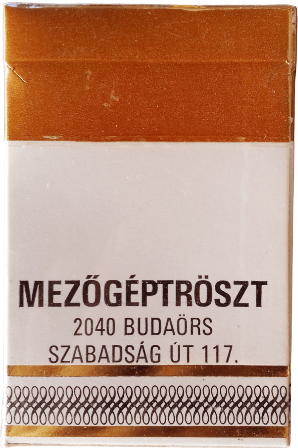 MEZŐGÉPTRÖSZT
2040 BUDAÖRS
SZABADSÁG ÚT 117.